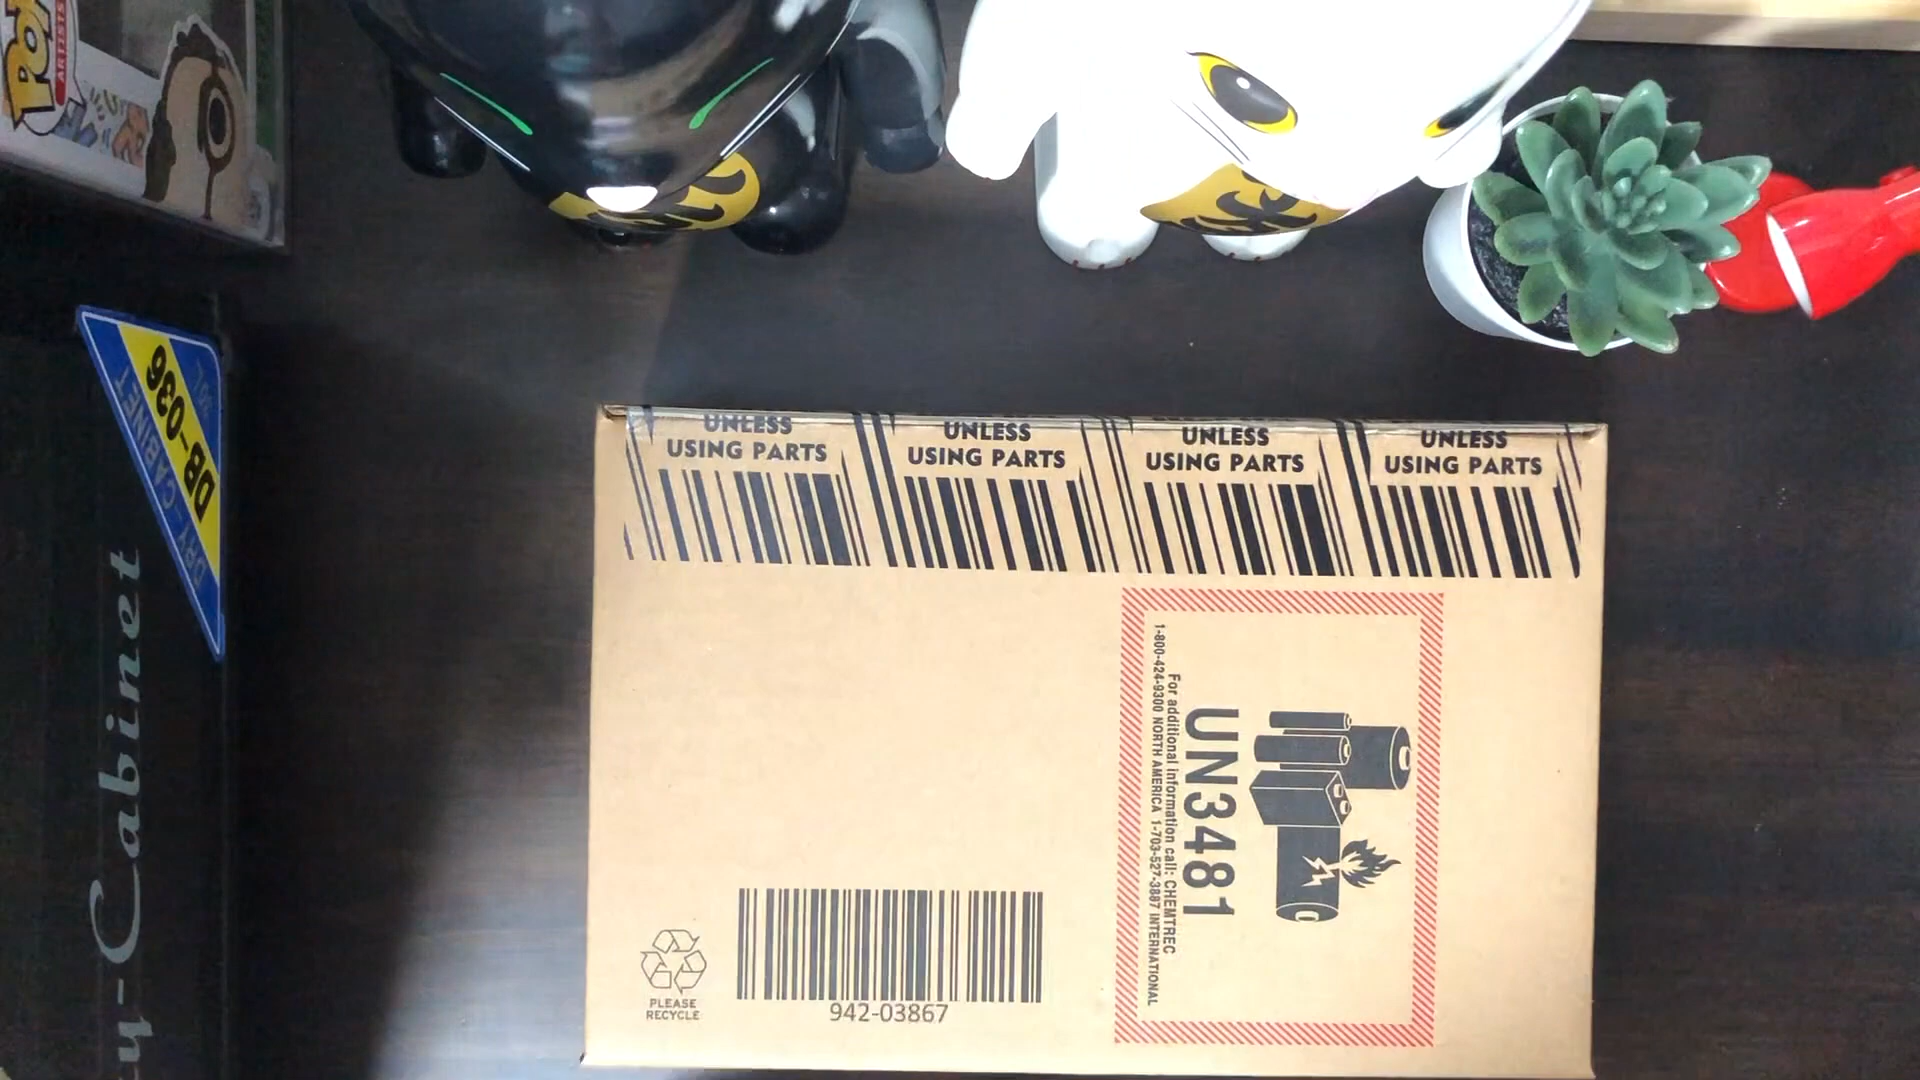 POP
ARTISTS
DRY CABINET
DB-036
y-Cabinet
UNLESS
USING PARTS
UNLESS
USING PARTS
UNLESS
USING PARTS
UNLESS
USING PARTS
UN3481
For additional information call: CHEMTREC
1-800-424-9300 NORTH AMERICA 1-703-527-3887 INTERNATIONAL
PLEASE
RECYCLE
942-03867